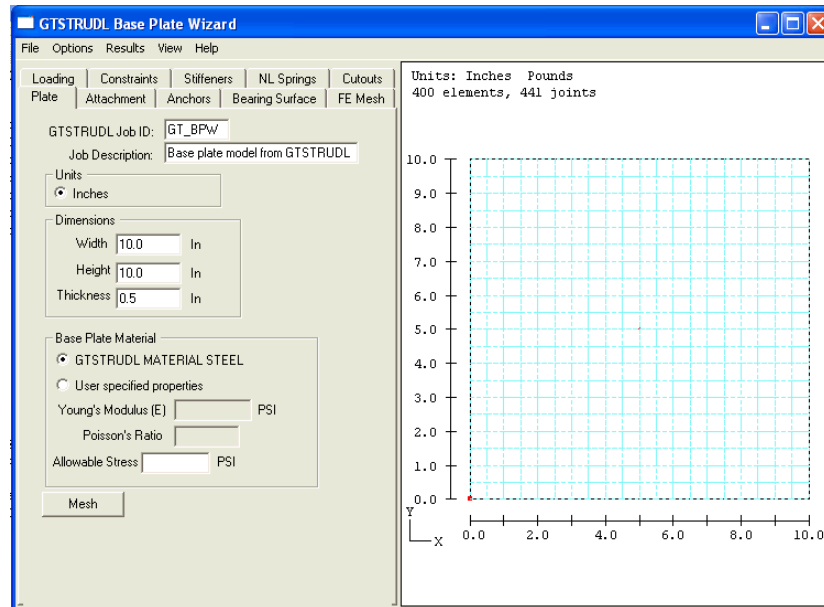 GTSTRUDL Base Plate Wizard
File Options Results View Help
Loading Constraints Stiffeners NL Springs Cutouts
Plate Attachment Anchors Bearing Surface FE Mesh
GTSTRUDL Job ID: GT_BPW
Job Description: Base plate model from GTSTRUDL
Units
Inches
Dimensions
Width 10.0 In
Height 10.0 In
Thickness 0.5 In
Base Plate Material
GTSTRUDL MATERIAL STEEL
User specified properties
Young's Modulus (E) PSI
Poisson's Ratio
Allowable Stress PSI
Mesh
Units: Inches Pounds
400 elements, 441 joints
10.0
9.0
8.0
7.0
6.0
5.0
4.0
3.0
2.0
1.0
0.0
Y
X
0.0 2.0 4.0 6.0 8.0 10.0